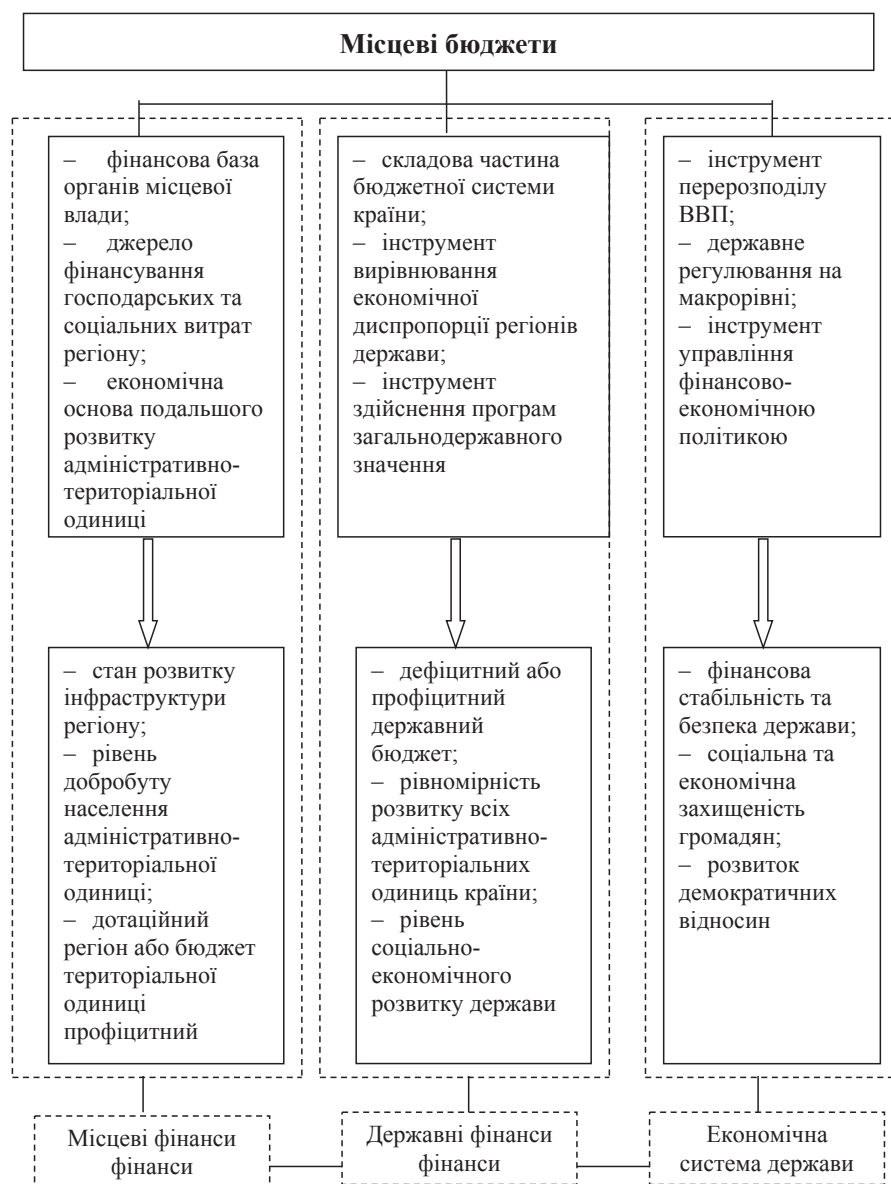 Місцеві бюджети
– фінансова база
органів місцевої
влади;
– джерело
фінансування
господарських та
соціальних витрат
регіону;
– економічна
основа подальшого
розвитку
адміністративно-
територіальної
одиниці
– складова частина
бюджетної системи
країни;
– інструмент
вирівнювання
економічної
диспропорції регіонів
держави;
– інструмент
здійснення програм
загальнодержавного
значення
– інструмент
перерозподілу
ВВП;
– державне
регулювання на
макрорівні;
– інструмент
управління
фінансово-
економічною
політикою
– стан розвитку
інфраструктури
регіону;
– рівень
добробуту
населення
адміністративно-
територіальної
одиниці;
– дотаційний
регіон або бюджет
територіальної
одиниці
профіцитний
– дефіцитний або
профіцитний
державний
бюджет;
– рівномірність
розвитку всіх
адміністративно-
територіальних
одиниць країни;
– рівень
соціально-
економічного
розвитку держави
– фінансова
стабільність та
безпека держави;
– соціальна та
економічна
захищеність
громадян;
– розвиток
демократичних
відносин
Місцеві фінанси
фінанси
Державні фінанси
фінанси
Економічна
система держави